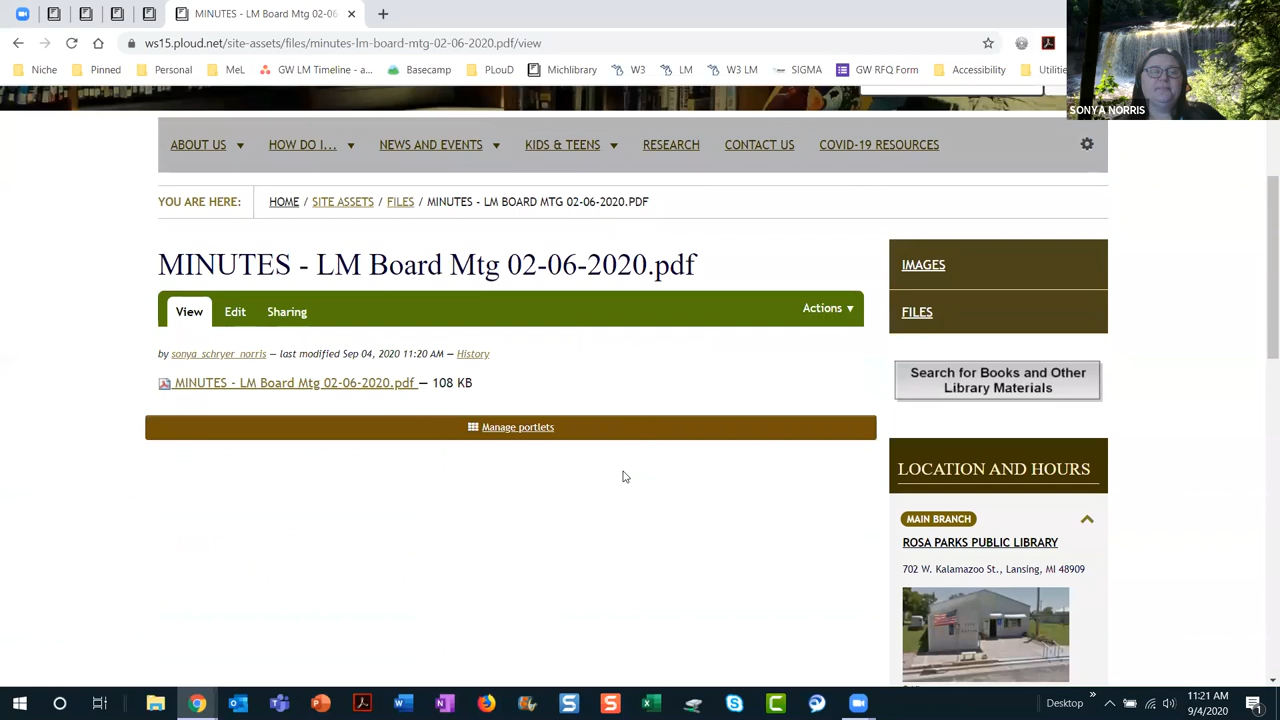 MINUTES - LM Board Mtg 02-06
ws15.ploud.net/site-assets/files/minutes-lm-board-mtg-02-06-2020.pdf/view
Niche Pinned Personal MeL GW LM Timeline - a... Basecamp PLouD Michlibrary W3 LM W3 LM SIGMA GW RFQ Form Accessibility Utilitie
SONYA NORRIS
ABOUT US HOW DO I... NEWS AND EVENTS KIDS & TEENS RESEARCH CONTACT US COVID-19 RESOURCES
YOU ARE HERE: HOME / SITE ASSETS / FILES / MINUTES - LM BOARD MTG 02-06-2020.PDF
MINUTES - LM Board Mtg 02-06-2020.pdf
View Edit Sharing Actions ▼
by sonya_schryer_norris — last modified Sep 04, 2020 11:20 AM — History
MINUTES - LM Board Mtg 02-06-2020.pdf — 108 KB
Manage portlets
IMAGES
FILES
Search for Books and Other
Library Materials
LOCATION AND HOURS
MAIN BRANCH
ROSA PARKS PUBLIC LIBRARY
702 W. Kalamazoo St., Lansing, MI 48909
Desktop
11:21 AM
9/4/2020